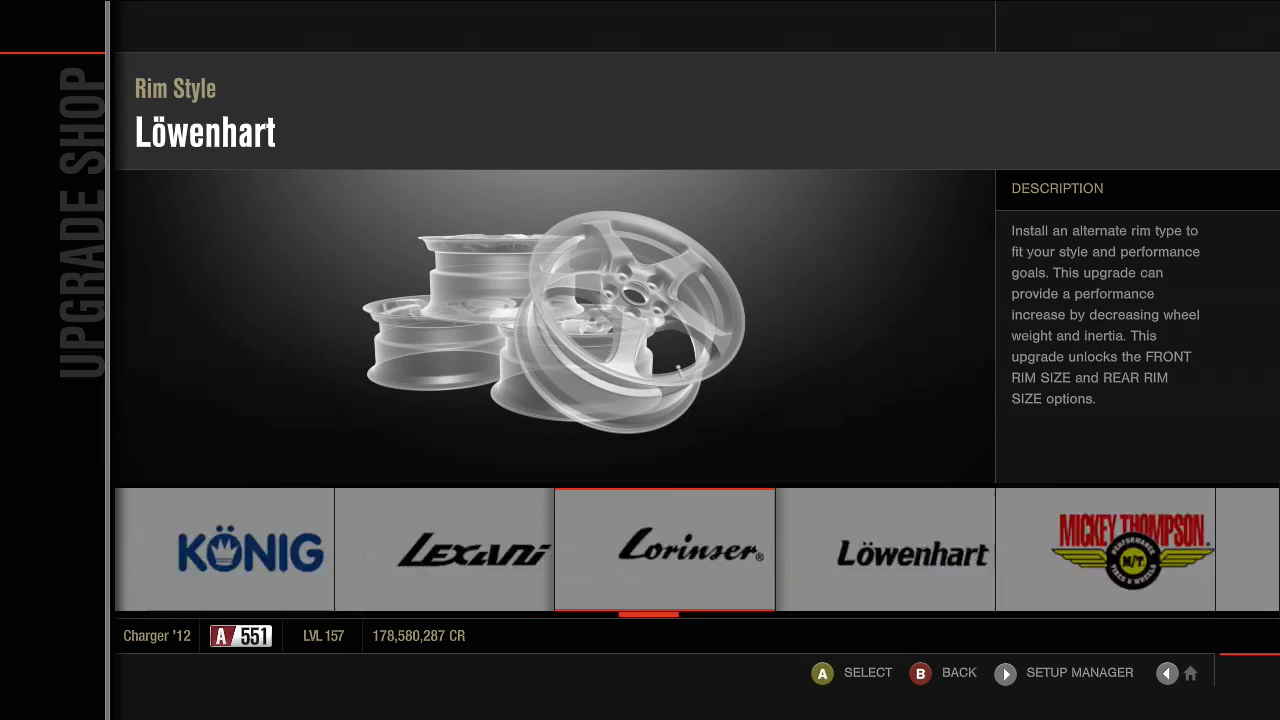 UPGRADE SHOP
Rim Style
Löwenhart
DESCRIPTION
Install an alternate rim type to
fit your style and performance
goals. This upgrade can
provide a performance
increase by decreasing wheel
weight and inertia. This
upgrade unlocks the FRONT
RIM SIZE and REAR RIM
SIZE options.
KÖNIG
LEXANI
Lorinser®
Löwenhart
MICKEY THOMPSON
PERFORMANCE
M/T
TIRES & WHEELS
Charger '12
A 551
LVL 157
178,580,287 CR
A SELECT
B BACK
SETUP MANAGER